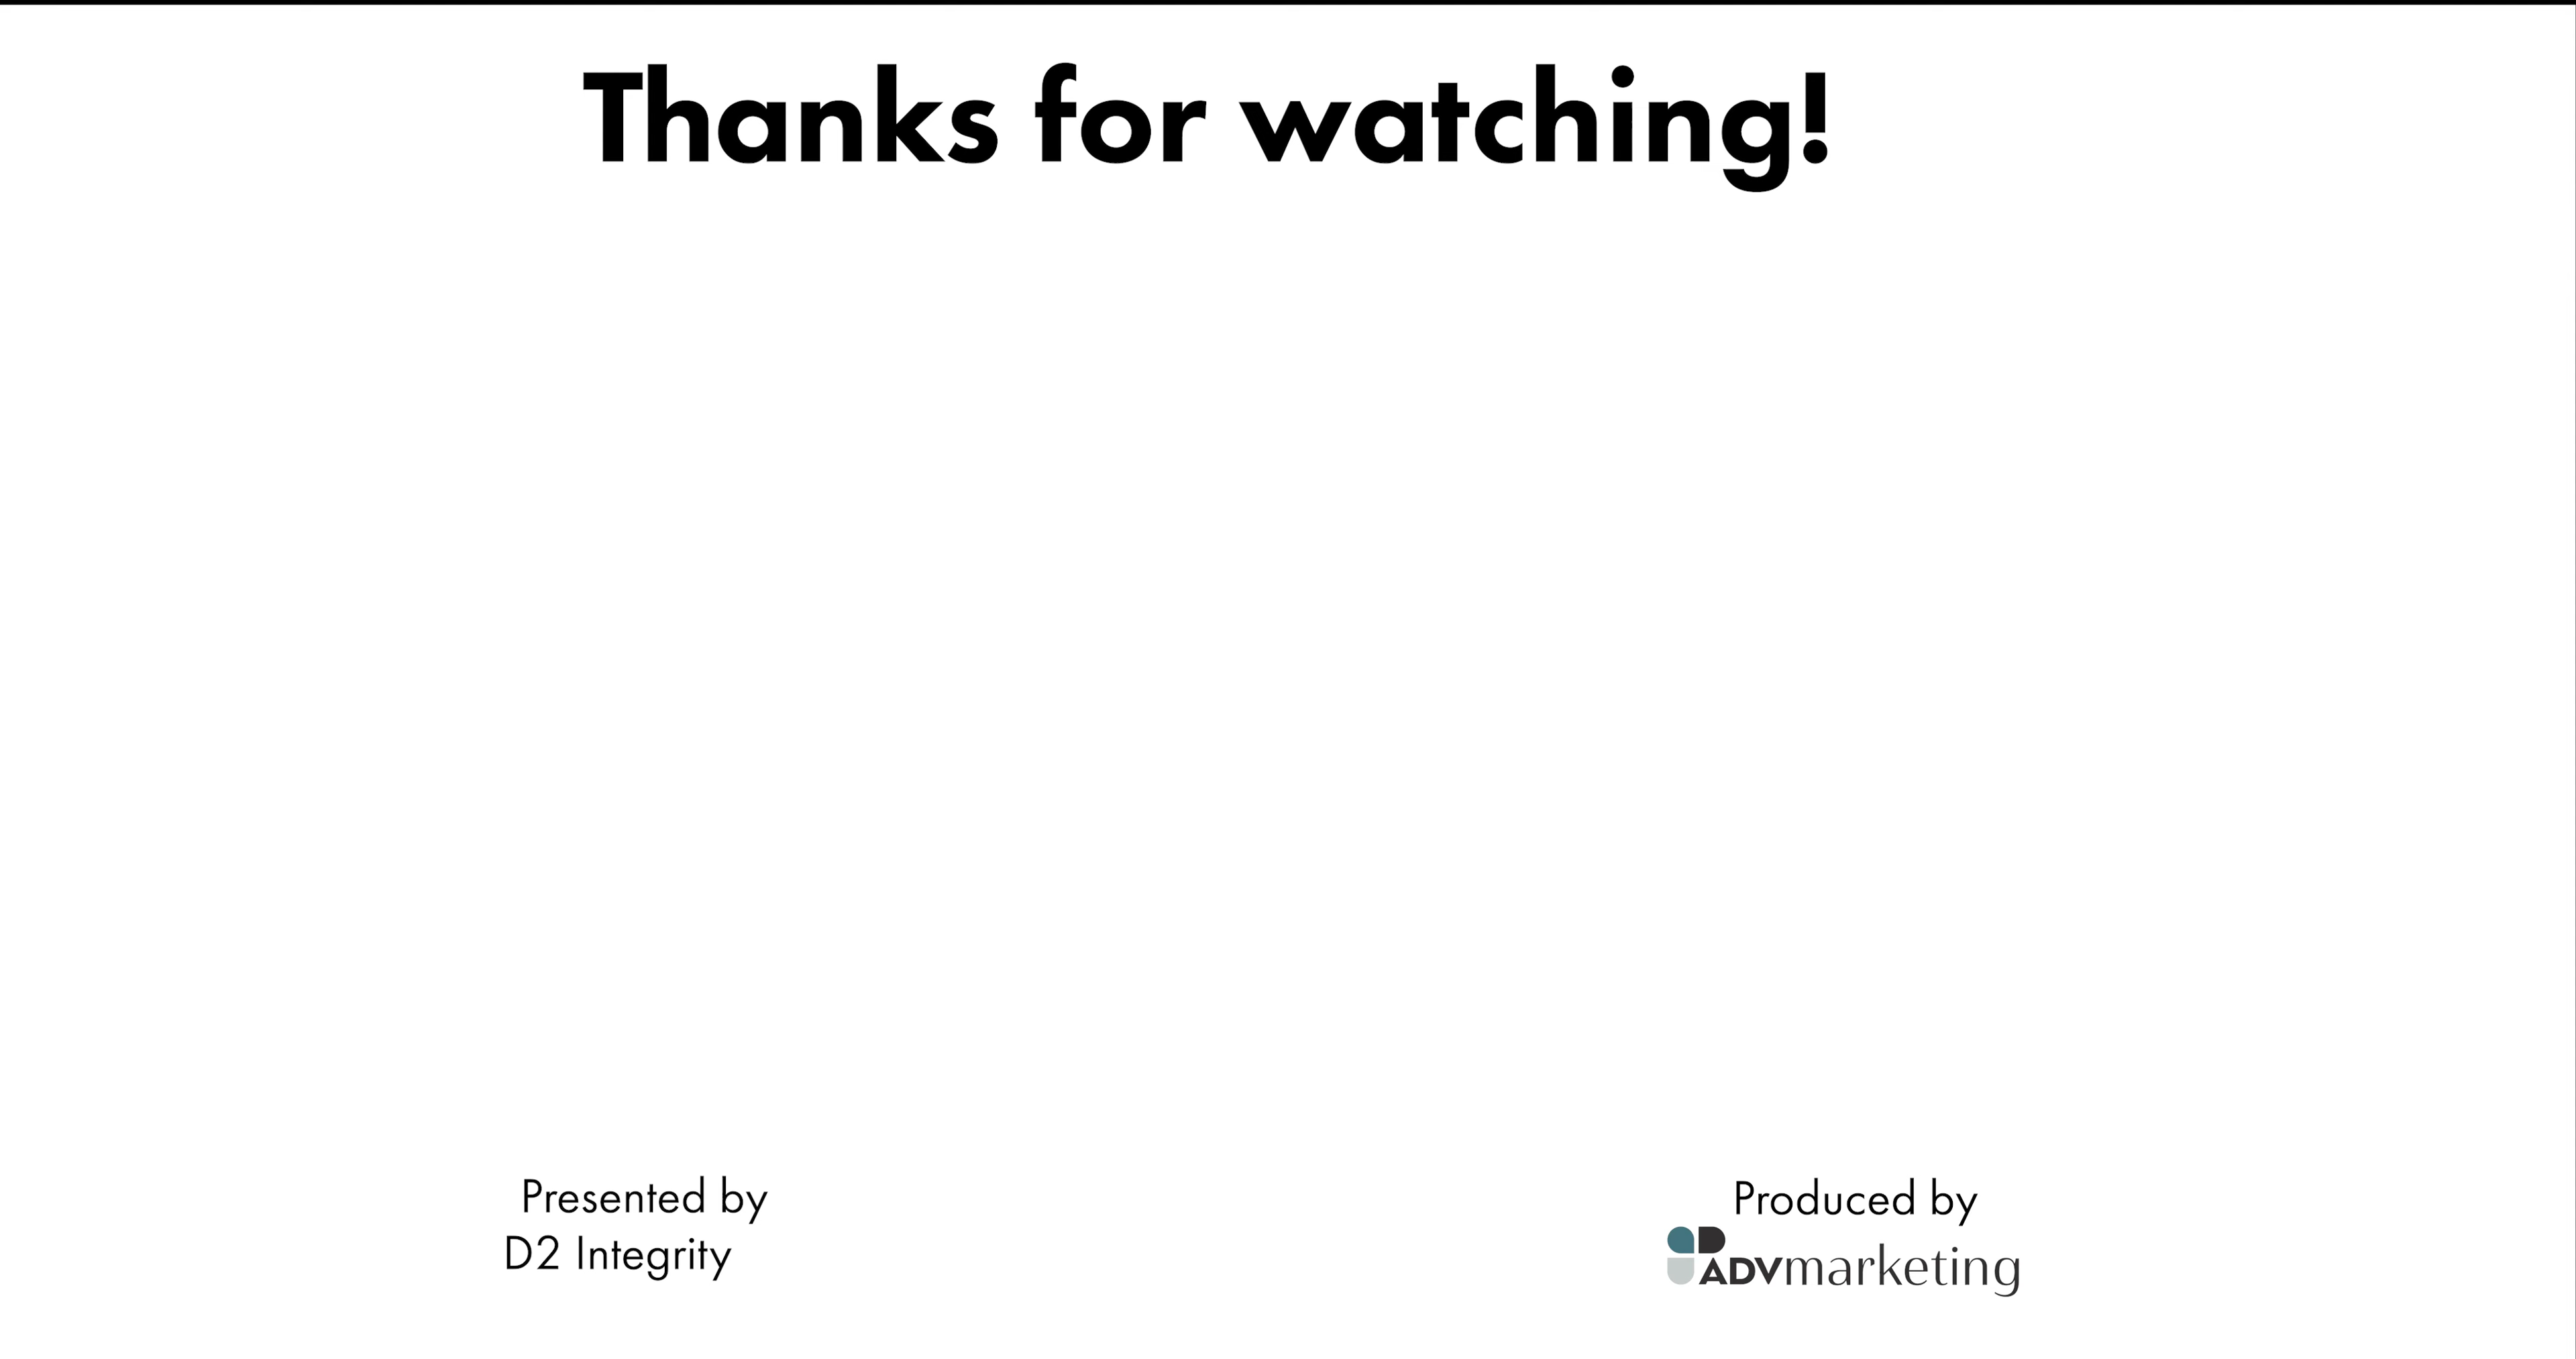 Thanks for watching!
Presented by
D2 Integrity
Produced by
ADVmarketing